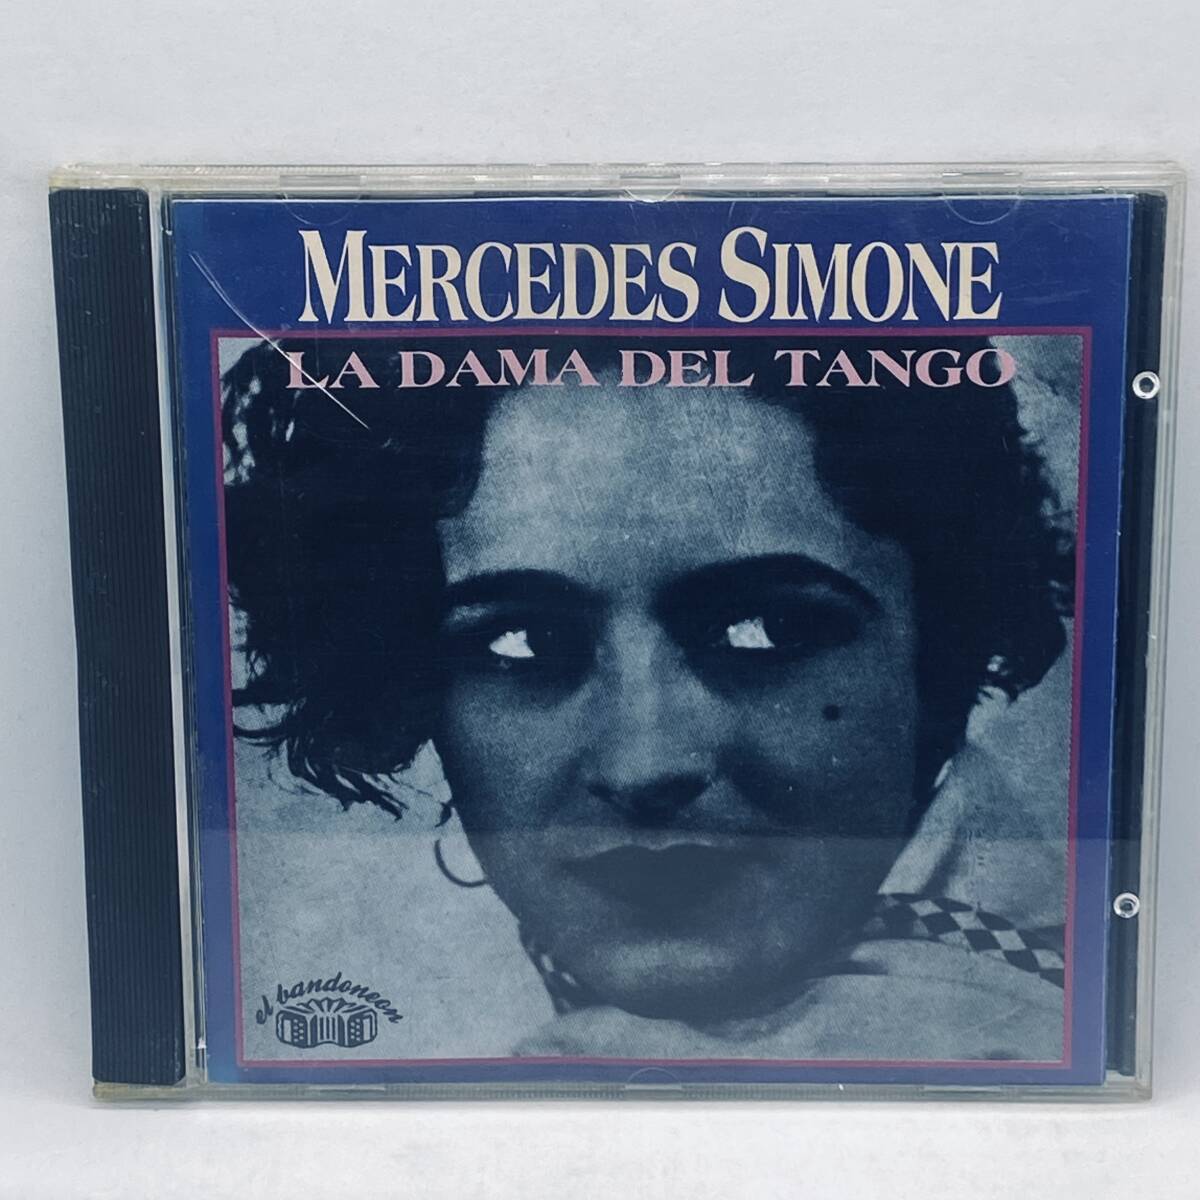 MERCEDES SIMONE
LA DAMA DEL TANGO
el bandoneon